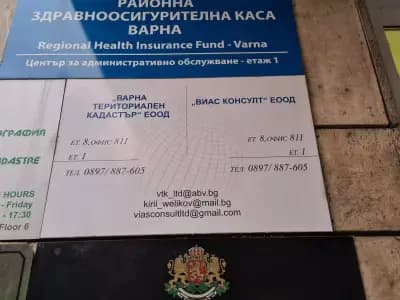 РАЙОННА
ЗДРАВНООСИГУРИТЕЛНА КАСА
ВАРНА
Regional Health Insurance Fund - Varna
Център за административно обслужване - етаж 1
„ВАРНА
ТЕРИТОРИАЛЕН
КАДАСТЪР" ЕООД
ЕТ. 8, ОФИС 811
ЕТ. 1
ТЕЛ. 0897/ 887-605
„ВИАС КОНСУЛТ" ЕООД
ЕТ. 8, ОФИС 811
ЕТ. 1
ТЕЛ. 0897/ 887-605
vtk_ltd@abv.bg
kiril_welikov@mail.bg
viasconsultltd@gmail.com
ОГРАФИЯ
DASTRE
HOURS
- Friday
- 17:30
Floor 6